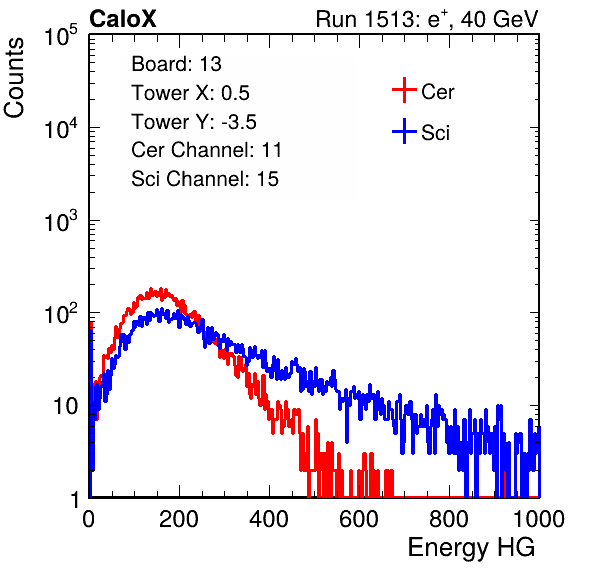 CaloX Run 1513: e⁺, 40 GeV
Counts
10⁵
10⁴
10³
10²
10
1
Board: 13
Tower X: 0.5
Tower Y: -3.5
Cer Channel: 11
Sci Channel: 15
Cer
Sci
0 200 400 600 800 1000
Energy HG